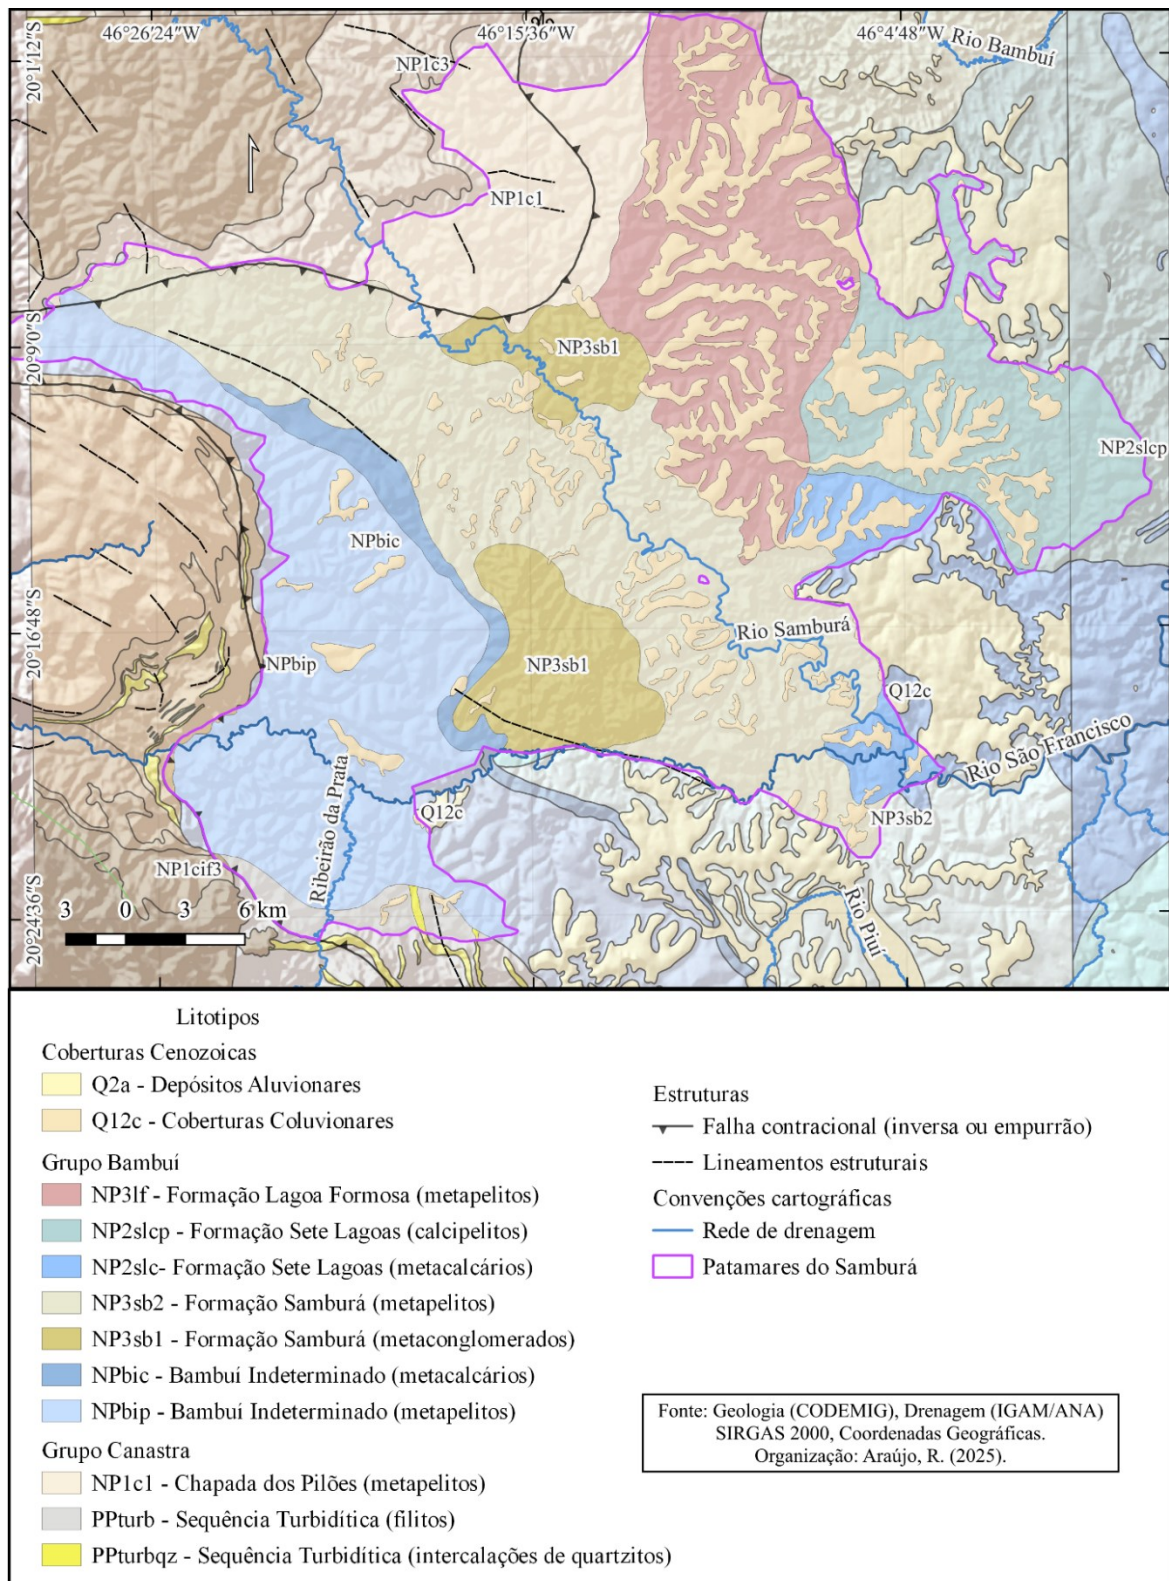 46°26'24"W
46°15'36"W
46°4'48"W
20°1'12"S
NP1c3
Rio Bambuí
NP1c1
20°9'0"S
NP3sb1
NP2slcp
NPbic
20°16'48"S
Rio Samburá
NPbip
NP3sb1
Q12c
Rio São Francisco
Ribeirão da Prata
Q12c
NP3sb2
NP1cif3
Rio Piuí
20°24'36"S
3 0 3 6 km
Litotipos
Coberturas Cenozoicas
Q2a - Depósitos Aluvionares
Q12c - Coberturas Coluvionares
Grupo Bambuí
NP3lf - Formação Lagoa Formosa (metapelitos)
NP2slcp - Formação Sete Lagoas (calcipelitos)
NP2slc- Formação Sete Lagoas (metacalcários)
NP3sb2 - Formação Samburá (metapelitos)
NP3sb1 - Formação Samburá (metaconglomerados)
NPbic - Bambuí Indeterminado (metacalcários)
NPbip - Bambuí Indeterminado (metapelitos)
Grupo Canastra
NP1c1 - Chapada dos Pilões (metapelitos)
PPturb - Sequência Turbidítica (filitos)
PPturbqz - Sequência Turbidítica (intercalações de quartzitos)
Estruturas
Falha contracional (inversa ou empurrão)
Lineamentos estruturais
Convenções cartográficas
Rede de drenagem
Patamares do Samburá
Fonte: Geologia (CODEMIG), Drenagem (IGAM/ANA)
SIRGAS 2000, Coordenadas Geográficas.
Organização: Araújo, R. (2025).